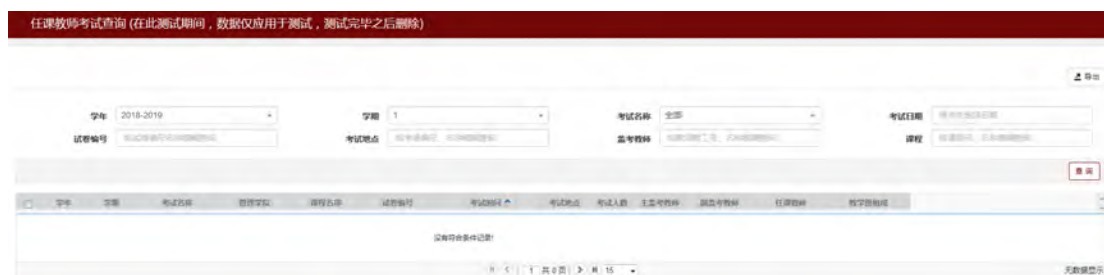 任课教师考试查询 (在此测试期间，数据仅应用于测试，测试完毕之后删除)
导出
学年 2018-2019 学期 1 考试名称 全部 考试日期
试卷编号 考试地点 监考教师 课程
查询
学年 学期 考试名称 管理学院 课程名称 试卷编号 考试时间 考试地点 考试人数 主监考教师 副监考教师 任课教师 教学班组成
没有符合条件记录!
1 共0页 15 无数据显示